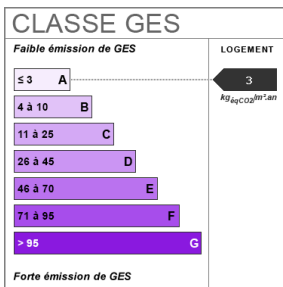 CLASSE GES
Faible émission de GES
LOGEMENT
≤ 3 A
3
kgéqCO2/m².an
4 à 10 B
11 à 25 C
26 à 45 D
46 à 70 E
71 à 95 F
> 95 G
Forte émission de GES